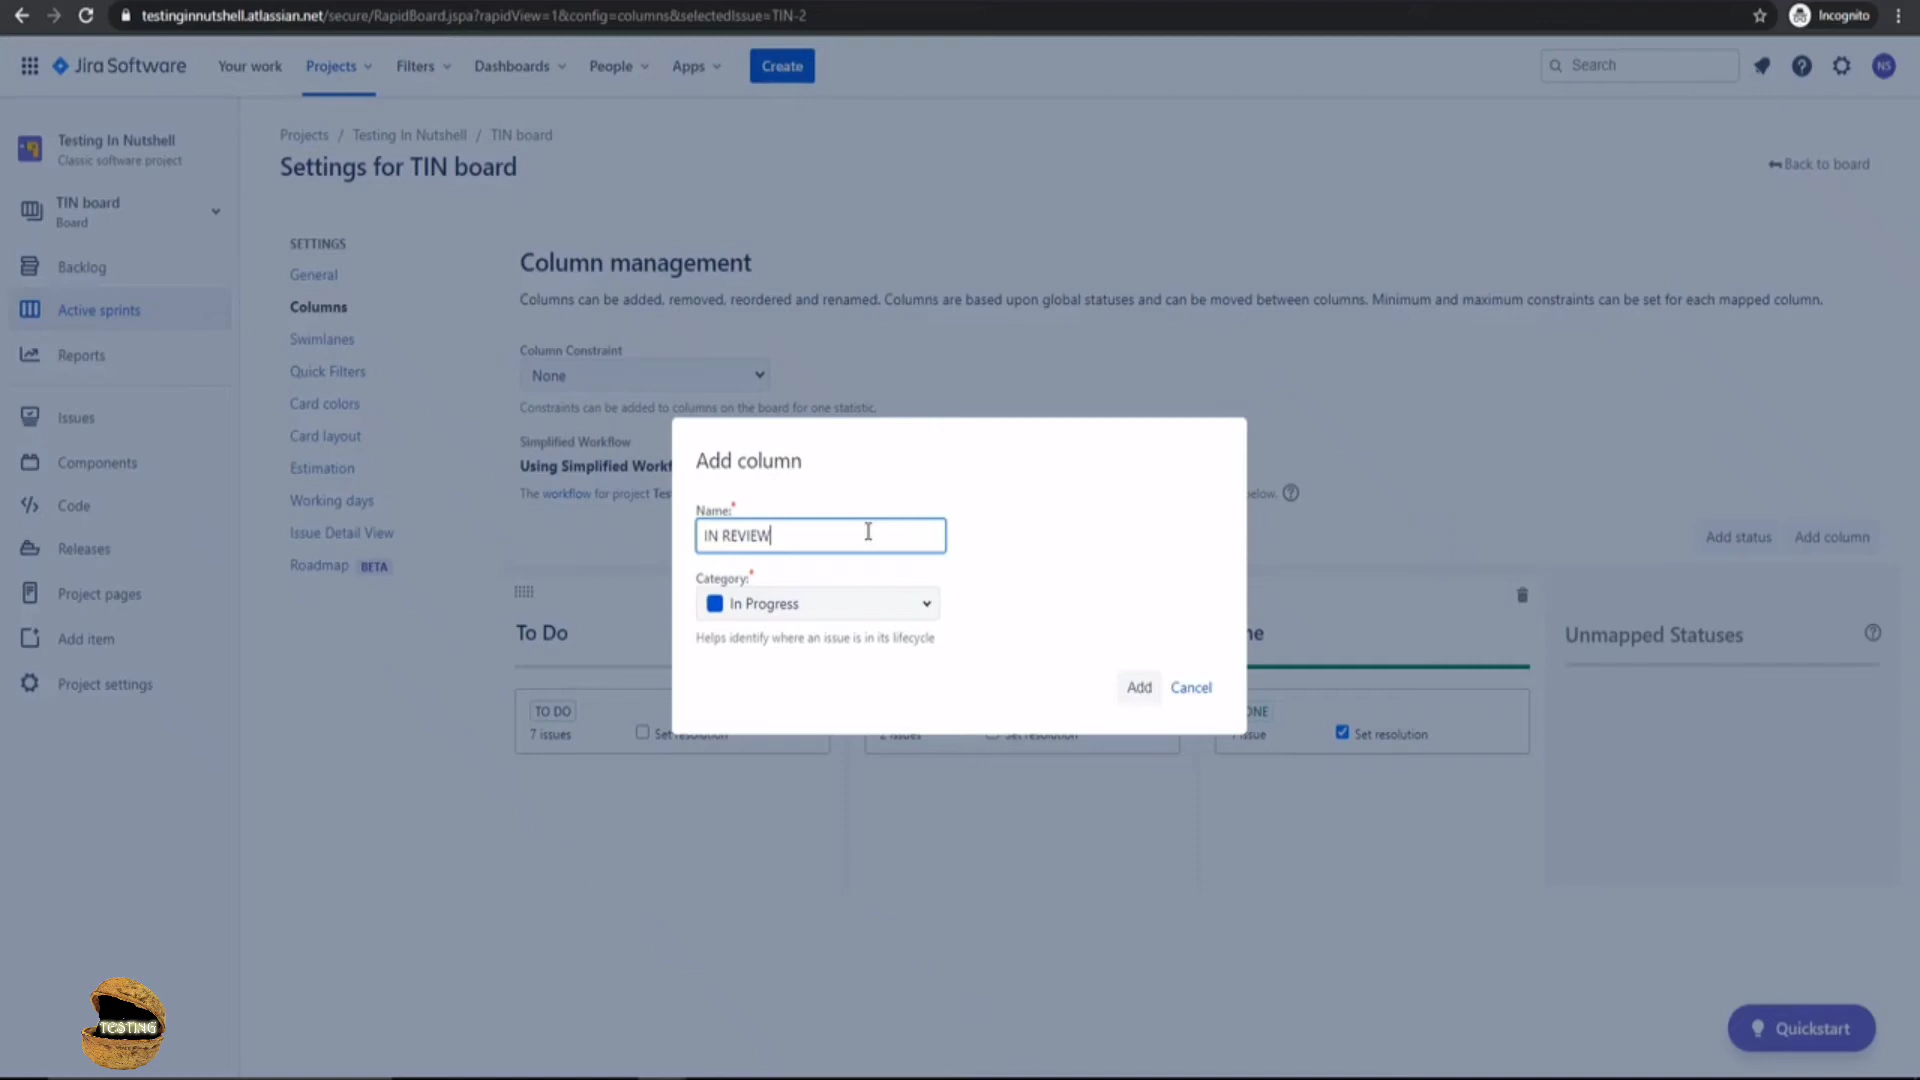 testinginnutshell.atlassian.net/secure/RapidBoard.jspa?rapidView=1&config=columns&selectedIssue=TIN-2
Incognito
Jira Software
Your work
Projects
Filters
Dashboards
People
Apps
Create
Search
NS
Testing In Nutshell
Classic software project
TIN board
Board
Backlog
Active sprints
Reports
Issues
Components
Code
Releases
Project pages
Add item
Project settings
Projects / Testing In Nutshell / TIN board
Settings for TIN board
Back to board
SETTINGS
General
Columns
Swimlanes
Quick Filters
Card colors
Card layout
Estimation
Working days
Issue Detail View
Roadmap BETA
Column management
Columns can be added, removed, reordered and renamed. Columns are based upon global statuses and can be moved between columns. Minimum and maximum constraints can be set for each mapped column.
Column Constraint
None
Constraints can be added to columns on the board for one statistic.
Simplified Workflow
Using Simplified
The workflow for project
below.
Add status
Add column
Add column
Name:*
IN REVIEW
Category:*
In Progress
Helps identify where an issue is in its lifecycle
Add
Cancel
To Do
TO DO
7 issues
Set resolution
2 issues
Set resolution
Set resolution
Unmapped Statuses
Quickstart
TESTING